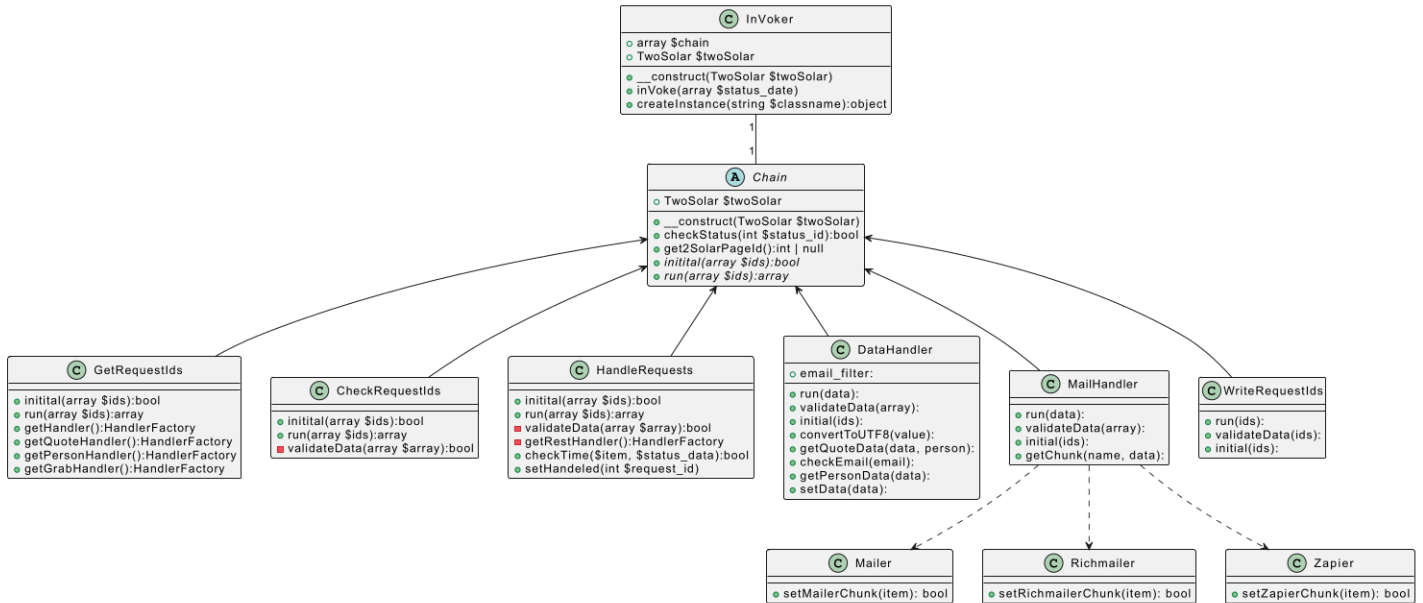 C InVoker
array $chain
TwoSolar $twoSolar
__construct(TwoSolar $twoSolar)
inVoke(array $status_date)
createInstance(string $classname):object
1
1
A Chain
TwoSolar $twoSolar
__construct(TwoSolar $twoSolar)
checkStatus(int $status_id):bool
get2SolarPageId():int | null
initital(array $ids):bool
run(array $ids):array
C GetRequestIds
initital(array $ids):bool
run(array $ids):array
getHandler():HandlerFactory
getQuoteHandler():HandlerFactory
getPersonHandler():HandlerFactory
getGrabHandler():HandlerFactory
C CheckRequestIds
initital(array $ids):bool
run(array $ids):array
validateData(array $array):bool
C HandleRequests
initital(array $ids):bool
run(array $ids):array
validateData(array $array):bool
getRestHandler():HandlerFactory
checkTime($item, $status_data):bool
setHandeled(int $request_id)
C DataHandler
email_filter:
run(data):
validateData(array):
initial(ids):
convertToUTF8(value):
getQuoteData(data, person):
checkEmail(email):
getPersonData(data):
setData(data):
C MailHandler
run(data):
validateData(array):
initial(ids):
getChunk(name, data):
C WriteRequestIds
run(ids):
validateData(ids):
initial(ids):
C Mailer
setMailerChunk(item): bool
C Richmailer
setRichmailerChunk(item): bool
C Zapier
setZapierChunk(item): bool